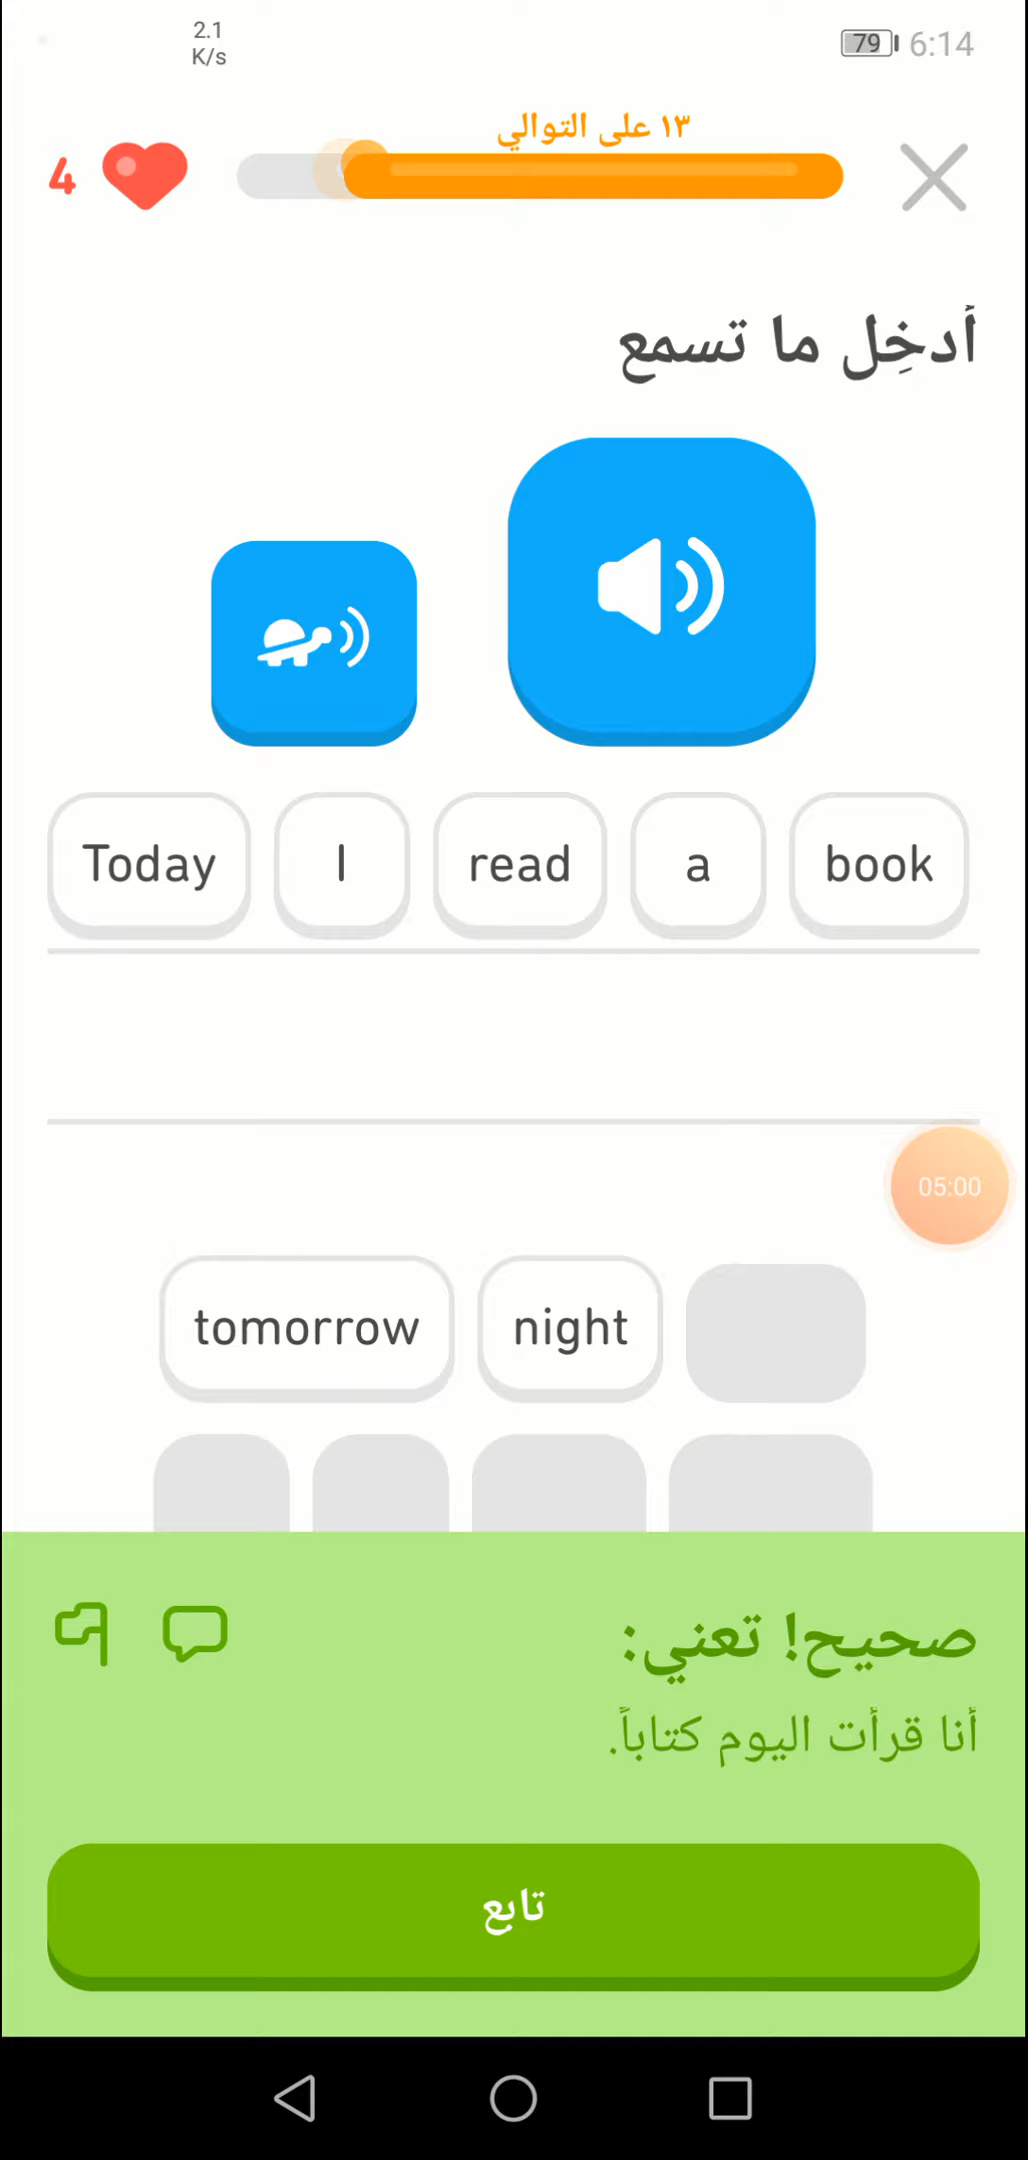 2.1
K/s
79
6:14
١٣ على التوالي
4
أدخِل ما تسمع
Today I read a book
05:00
tomorrow night
صحيح! تعني:
أنا قرأت اليوم كتاباً.
تابع